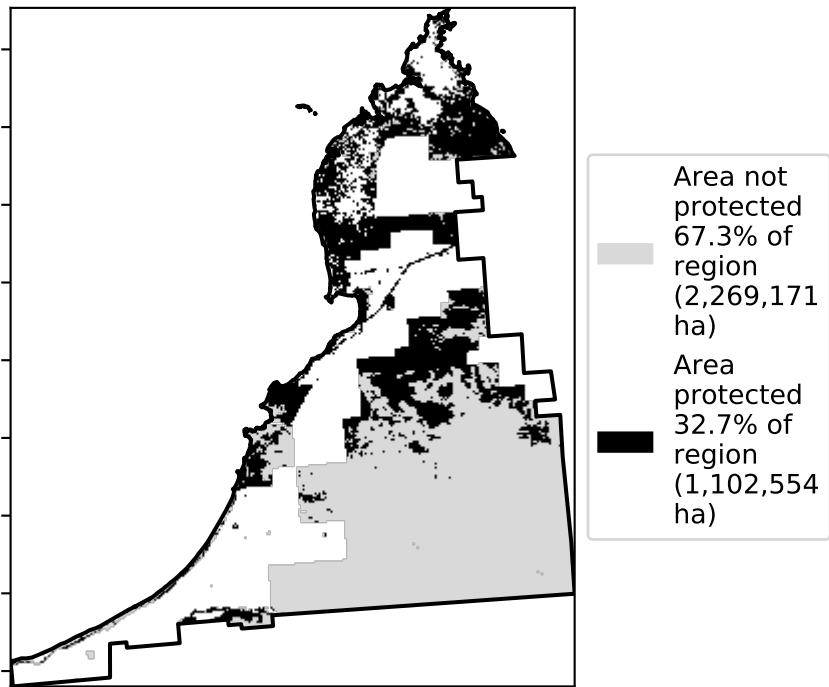 Area not
protected
67.3% of
region
(2,269,171
ha)
Area
protected
32.7% of
region
(1,102,554
ha)